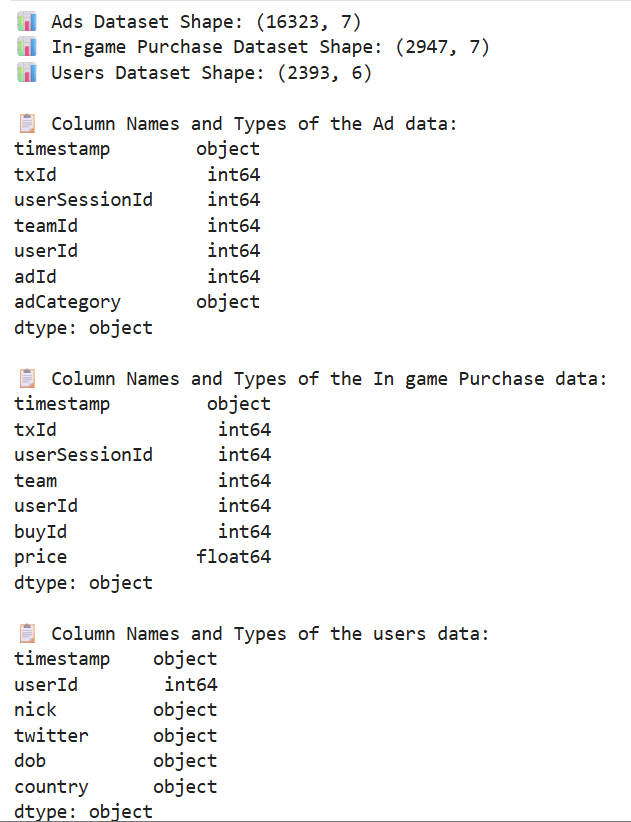 📊 Ads Dataset Shape: (16323, 7)
📊 In-game Purchase Dataset Shape: (2947, 7)
📊 Users Dataset Shape: (2393, 6)

📋 Column Names and Types of the Ad data:
timestamp        object
txId              int64
userSessionId     int64
teamId            int64
userId            int64
adId              int64
adCategory       object
dtype: object

📋 Column Names and Types of the In game Purchase data:
timestamp         object
txId               int64
userSessionId      int64
team               int64
userId             int64
buyId              int64
price            float64
dtype: object

📋 Column Names and Types of the users data:
timestamp    object
userId        int64
nick         object
twitter      object
dob          object
country      object
dtype: object